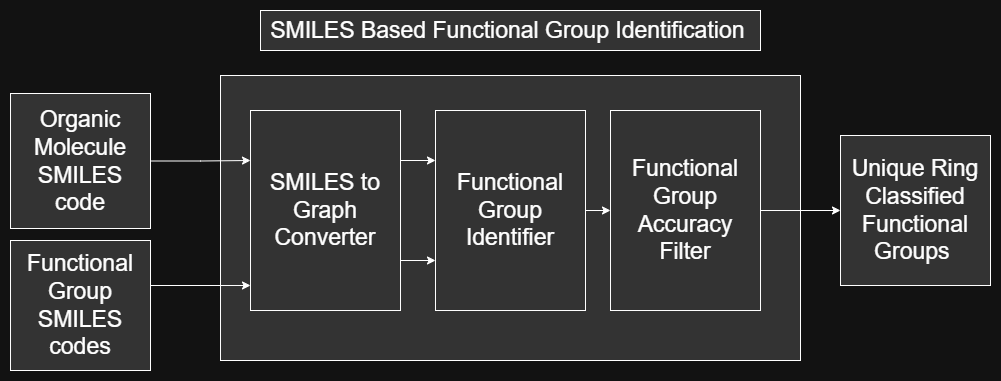 SMILES Based Functional Group Identification
Organic
Molecule
SMILES
code
Functional
Group
SMILES
codes
SMILES to
Graph
Converter
Functional
Group
Identifier
Functional
Group
Accuracy
Filter
Unique Ring
Classified
Functional
Groups